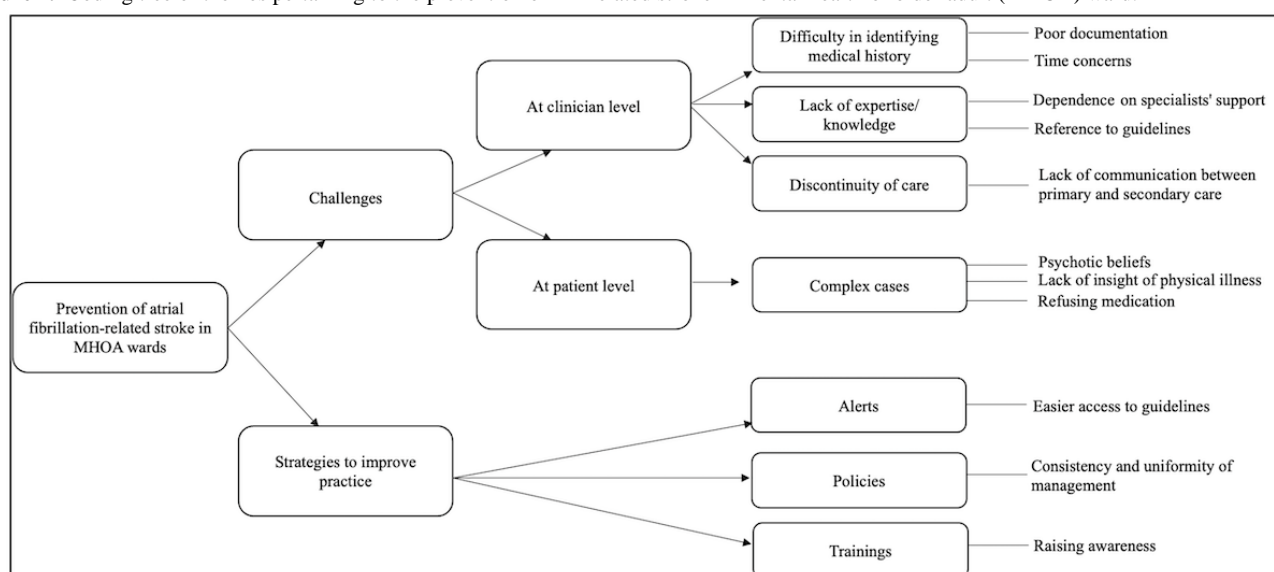 Difficulty in identifying
medical history
Poor documentation
Time concerns
At clinician level
Lack of expertise/
knowledge
Dependence on specialists' support
Reference to guidelines
Challenges
Discontinuity of care
Lack of communication between
primary and secondary care
At patient level
Complex cases
Psychotic beliefs
Lack of insight of physical illness
Refusing medication
Prevention of atrial
fibrillation-related stroke in
MHOA wards
Alerts
Easier access to guidelines
Strategies to improve
practice
Policies
Consistency and uniformity of
management
Trainings
Raising awareness